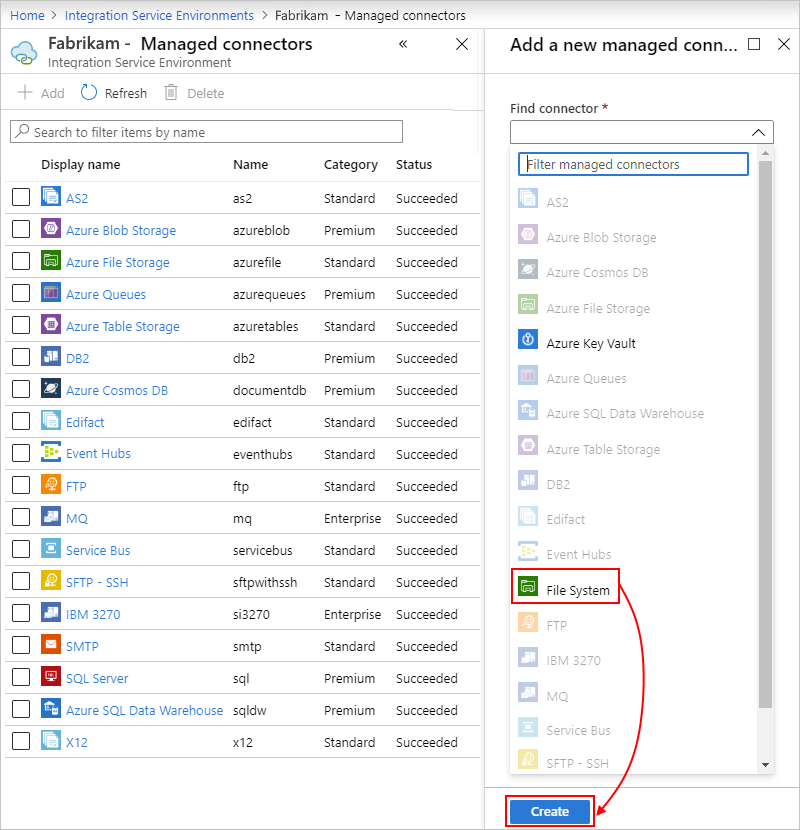 Home > Integration Service Environments > Fabrikam - Managed connectors
Fabrikam - Managed connectors
Integration Service Environment
Add Refresh Delete
Search to filter items by name
Display name Name Category Status
AS2 as2 Standard Succeeded
Azure Blob Storage azureblob Premium Succeeded
Azure File Storage azurefile Standard Succeeded
Azure Queues azurequeues Premium Succeeded
Azure Table Storage azuretables Standard Succeeded
DB2 db2 Premium Succeeded
Azure Cosmos DB documentdb Premium Succeeded
Edifact edifact Standard Succeeded
Event Hubs eventhubs Standard Succeeded
FTP ftp Standard Succeeded
MQ mq Enterprise Succeeded
Service Bus servicebus Standard Succeeded
SFTP - SSH sftpwithssh Standard Succeeded
IBM 3270 si3270 Enterprise Succeeded
SMTP smtp Standard Succeeded
SQL Server sql Premium Succeeded
Azure SQL Data Warehouse sqldw Premium Succeeded
X12 x12 Standard Succeeded
Add a new managed conn...
Find connector *
Filter managed connectors
AS2
Azure Blob Storage
Azure Cosmos DB
Azure File Storage
Azure Key Vault
Azure Queues
Azure SQL Data Warehouse
Azure Table Storage
DB2
Edifact
Event Hubs
File System
FTP
IBM 3270
MQ
Service Bus
SFTP - SSH
Create